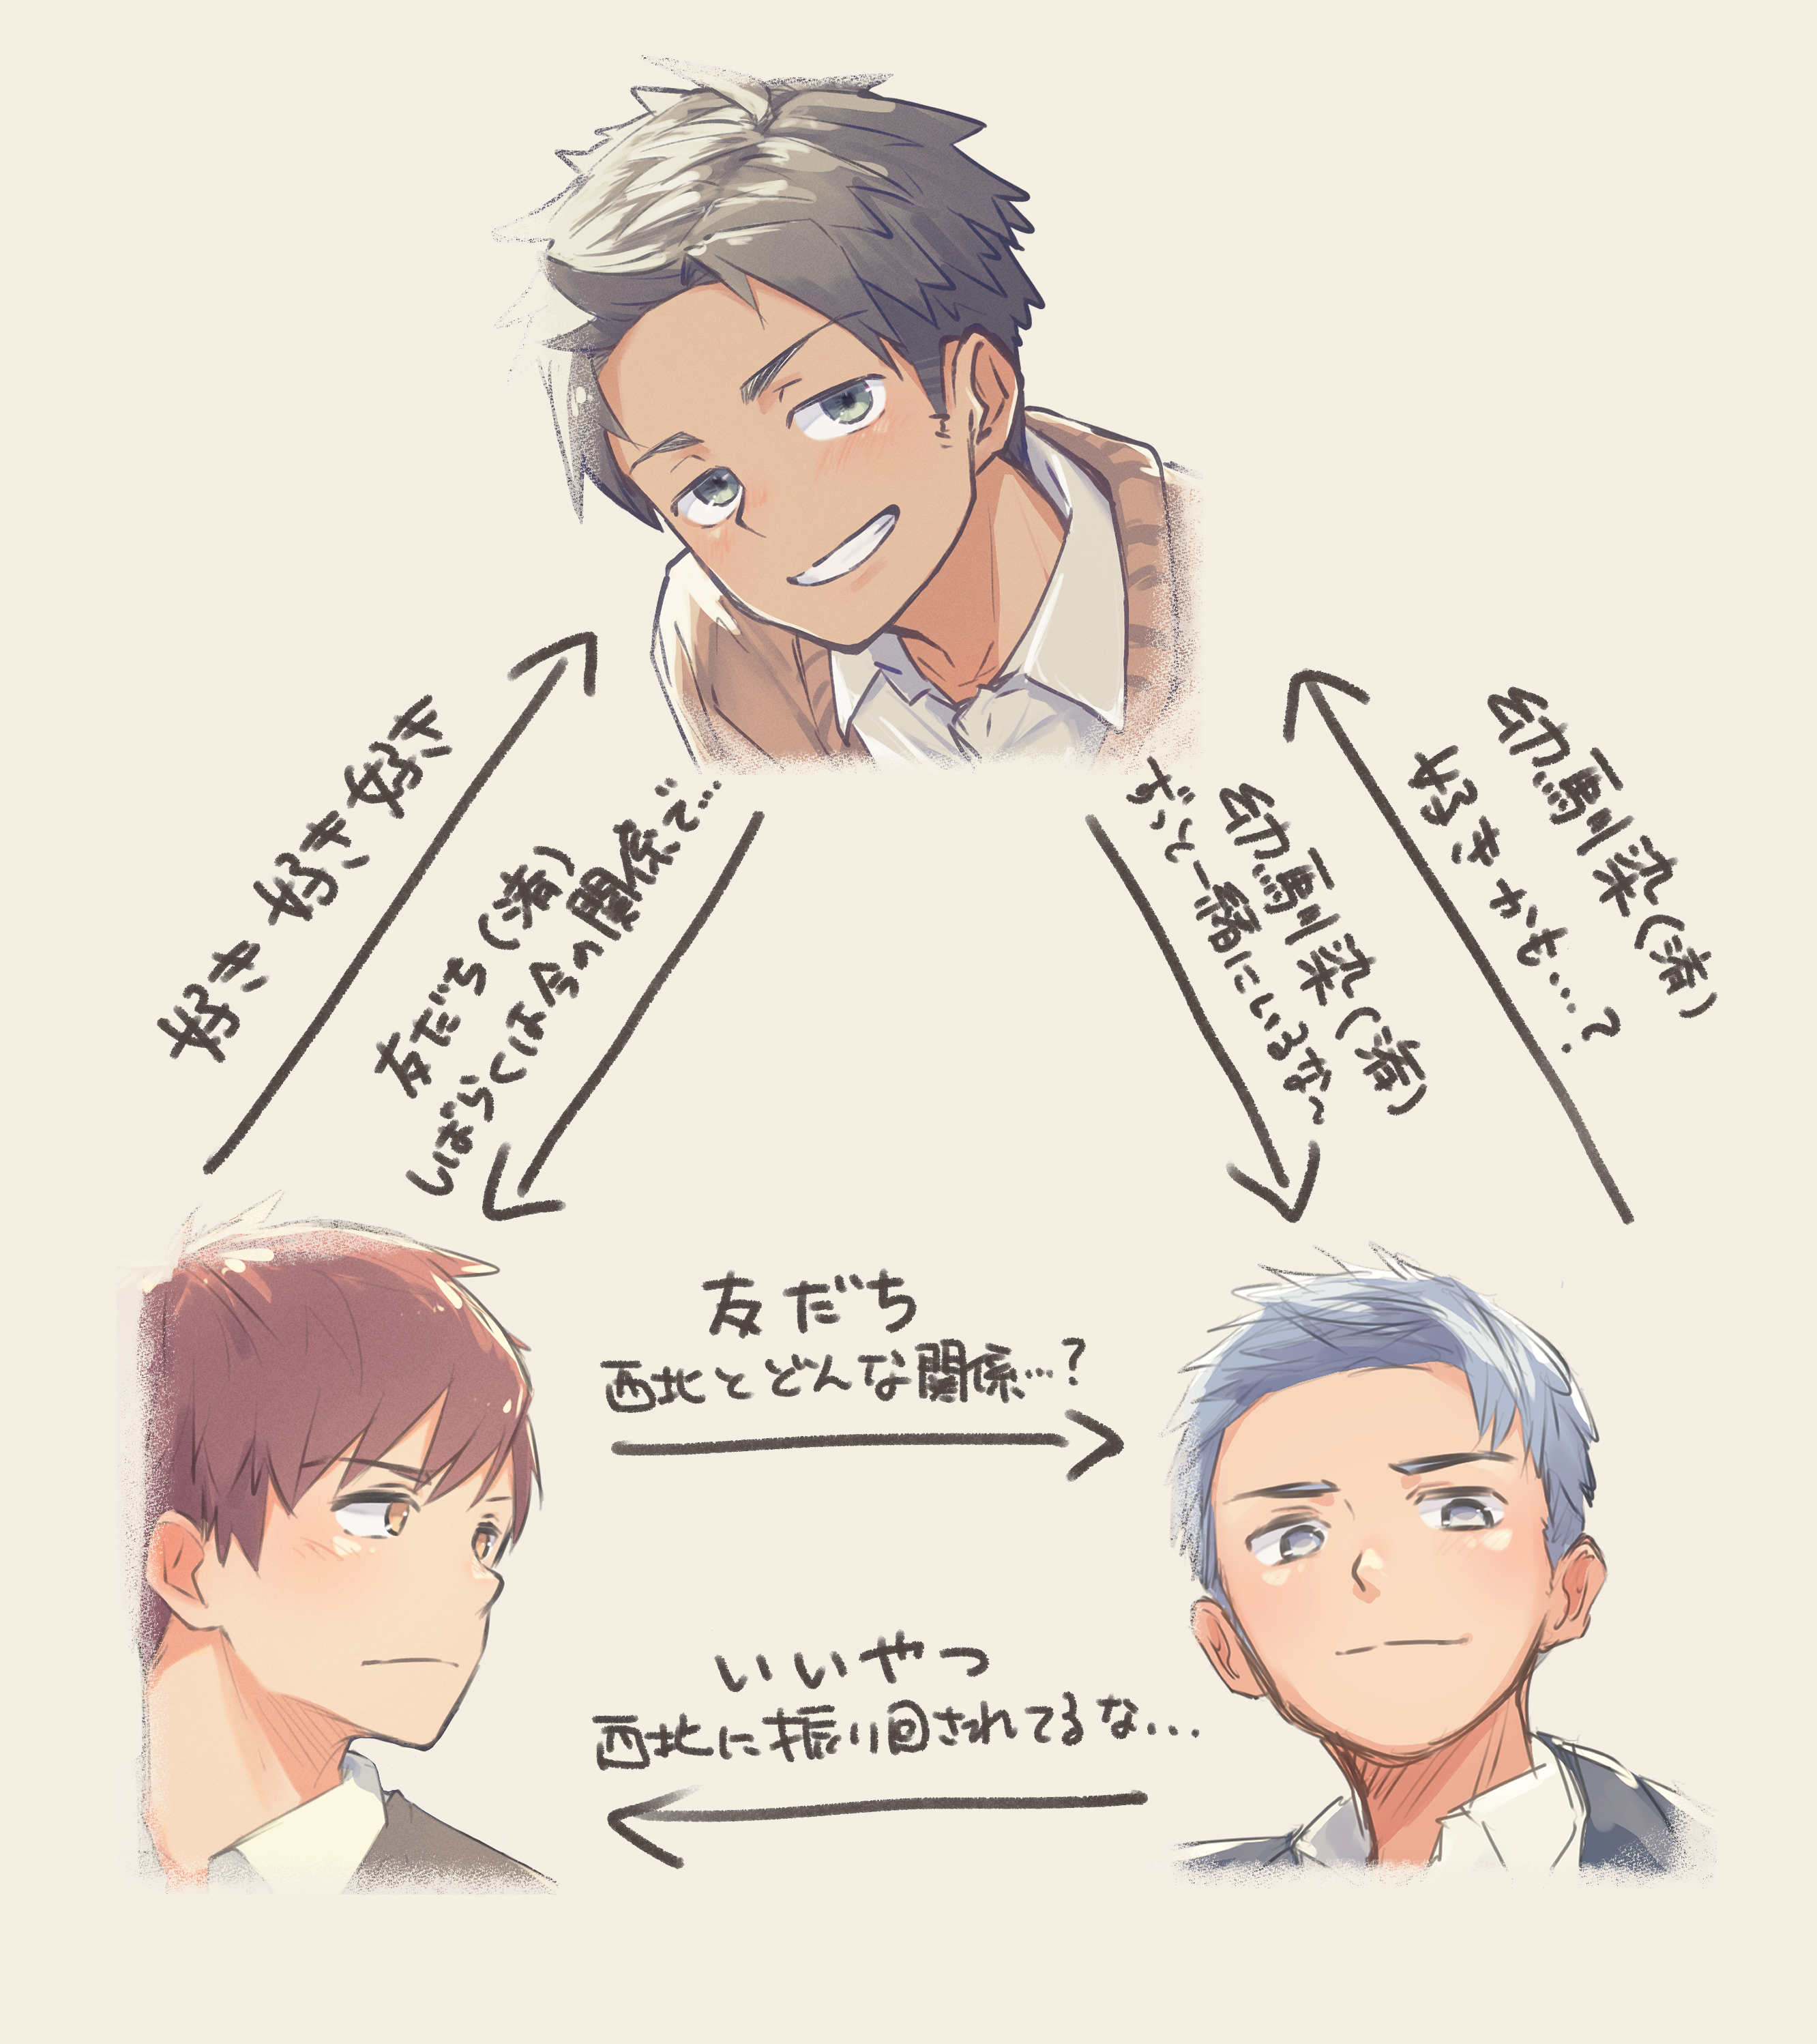 好き 好き 好き
友だち(済)
しばらくは今の関係で…
幼馴染(済)
ずっと一緒にいるな〜
幼馴染(済)
好きかも…?
友だち
西北とどんな関係…?
いいやつ
西北に振り回されてるな…